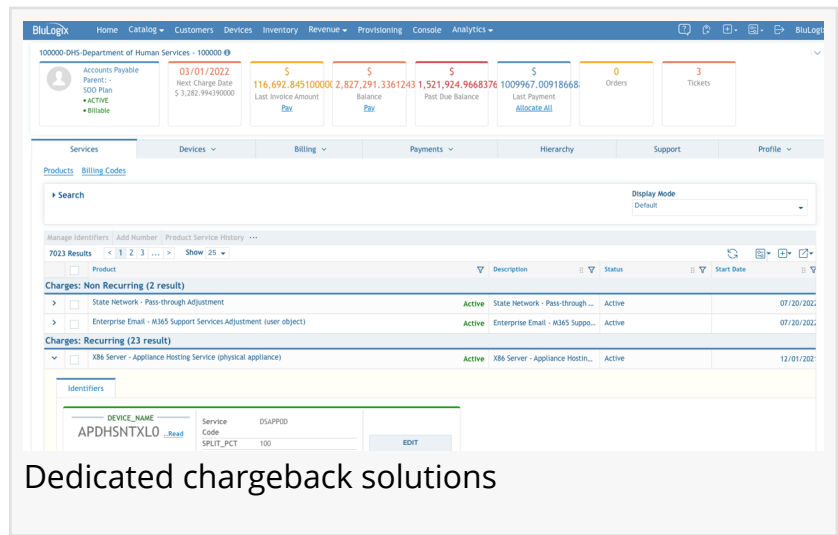 BluLogix Home Catalog Customers Devices Inventory Revenue Provisioning Console Analytics BluLogi
100000-DHS-Department of Human Services - 100000
Accounts Payable
Parent: -
SOO Plan
ACTIVE
Billable
03/01/2022
Next Charge Date
$ 3,282.994390000
$
116,692.845100000
Last Invoice Amount
Pay
$
2,827,291.3361243
Balance
Pay
$
1,521,924.9668376
Past Due Balance
$
1009967.00918668
Last Payment
Allocate All
0
Orders
3
Tickets
Services Devices Billing Payments Hierarchy Support Profile
Products Billing Codes
Search
Display Mode
Default
Manage Identifiers Add Number Product Service History ...
7023 Results < 1 2 3 ... > Show 25
Product Description Status Start Date
Charges: Non Recurring (2 result)
State Network - Pass-through Adjustment Active State Network - Pass-through ... Active 07/20/2022
Enterprise Email - M365 Support Services Adjustment (user object) Active Enterprise Email - M365 Suppo... Active 07/20/2022
Charges: Recurring (23 result)
X86 Server - Appliance Hosting Service (physical appliance) Active X86 Server - Appliance Hostin... Active 12/01/202
Identifiers
DEVICE_NAME
APDHSNTXL0 ..Read
Service Code DSAPP0D
SPLIT_PCT 100
EDIT
Dedicated chargeback solutions